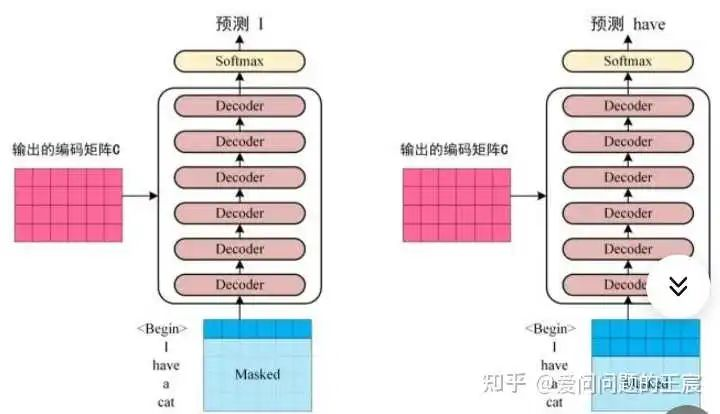 预测 I
Softmax
Decoder
Decoder
Decoder
Decoder
Decoder
Decoder
输出的编码矩阵C
<Begin>
I
have
a
cat
Masked
预测 have
Softmax
Decoder
Decoder
Decoder
Decoder
Decoder
Decoder
输出的编码矩阵C
<Begin>
I
have
a
cat
Masked
知乎 @爱问问题的王宸